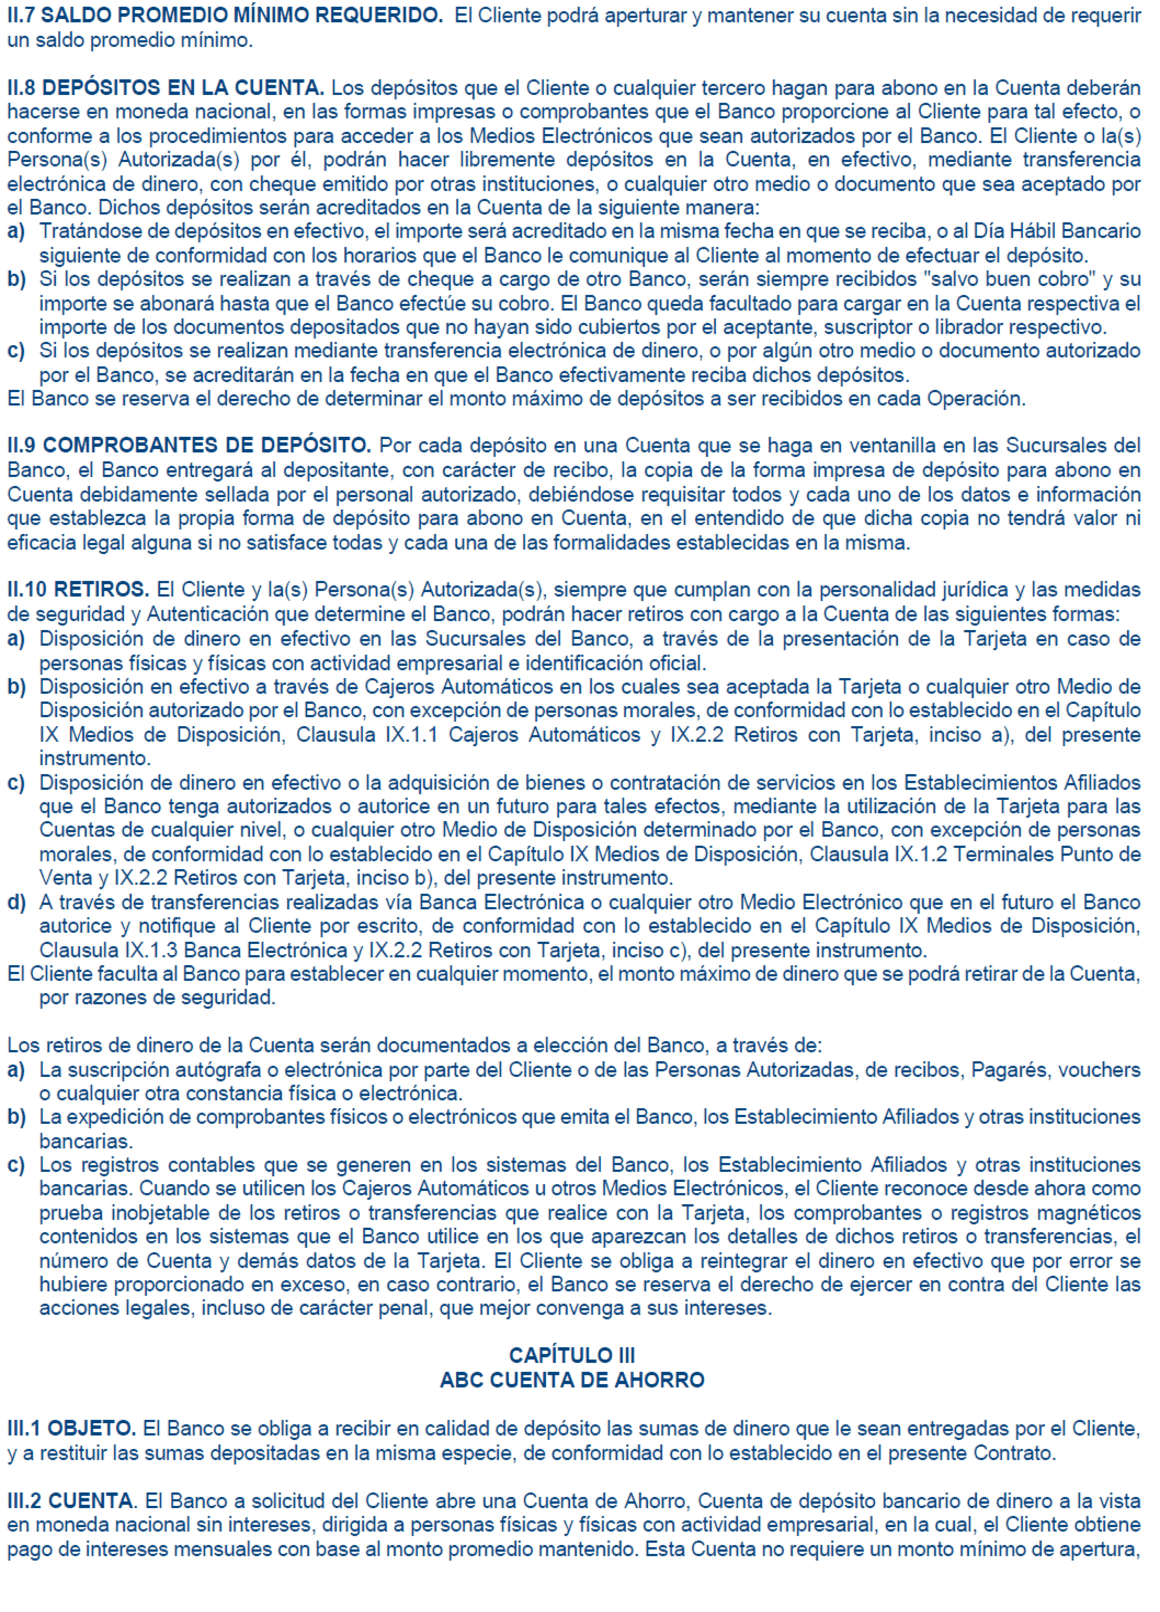 II.7 SALDO PROMEDIO MÍNIMO REQUERIDO. El Cliente podrá aperturar y mantener su cuenta sin la necesidad de requerir
un saldo promedio mínimo.
II.8 DEPÓSITOS EN LA CUENTA. Los depósitos que el Cliente o cualquier tercero hagan para abono en la Cuenta deberán
hacerse en moneda nacional, en las formas impresas o comprobantes que el Banco proporcione al Cliente para tal efecto, o
conforme a los procedimientos para acceder a los Medios Electrónicos que sean autorizados por el Banco. El Cliente o la(s)
Persona(s) Autorizada(s) por él, podrán hacer libremente depósitos en la Cuenta, en efectivo, mediante transferencia
electrónica de dinero, con cheque emitido por otras instituciones, o cualquier otro medio o documento que sea aceptado por
el Banco. Dichos depósitos serán acreditados en la Cuenta de la siguiente manera:
a) Tratándose de depósitos en efectivo, el importe será acreditado en la misma fecha en que se reciba, o al Día Hábil Bancario
siguiente de conformidad con los horarios que el Banco le comunique al Cliente al momento de efectuar el depósito.
b) Si los depósitos se realizan a través de cheque a cargo de otro Banco, serán siempre recibidos "salvo buen cobro" y su
importe se abonará hasta que el Banco efectúe su cobro. El Banco queda facultado para cargar en la Cuenta respectiva el
importe de los documentos depositados que no hayan sido cubiertos por el aceptante, suscriptor o librador respectivo.
c) Si los depósitos se realizan mediante transferencia electrónica de dinero, o por algún otro medio o documento autorizado
por el Banco, se acreditarán en la fecha en que el Banco efectivamente reciba dichos depósitos.
El Banco se reserva el derecho de determinar el monto máximo de depósitos a ser recibidos en cada Operación.
II.9 COMPROBANTES DE DEPÓSITO. Por cada depósito en una Cuenta que se haga en ventanilla en las Sucursales del
Banco, el Banco entregará al depositante, con carácter de recibo, la copia de la forma impresa de depósito para abono en
Cuenta debidamente sellada por el personal autorizado, debiéndose requisitar todos y cada uno de los datos e información
que establezca la propia forma de depósito para abono en Cuenta, en el entendido de que dicha copia no tendrá valor ni
eficacia legal alguna si no satisface todas y cada una de las formalidades establecidas en la misma.
II.10 RETIROS. El Cliente y la(s) Persona(s) Autorizada(s), siempre que cumplan con la personalidad jurídica y las medidas
de seguridad y Autenticación que determine el Banco, podrán hacer retiros con cargo a la Cuenta de las siguientes formas:
a) Disposición de dinero en efectivo en las Sucursales del Banco, a través de la presentación de la Tarjeta en caso de
personas físicas y físicas con actividad empresarial e identificación oficial.
b) Disposición en efectivo a través de Cajeros Automáticos en los cuales sea aceptada la Tarjeta o cualquier otro Medio de
Disposición autorizado por el Banco, con excepción de personas morales, de conformidad con lo establecido en el Capítulo
IX Medios de Disposición, Clausula IX.1.1 Cajeros Automáticos y IX.2.2 Retiros con Tarjeta, inciso a), del presente
instrumento.
c) Disposición de dinero en efectivo o la adquisición de bienes o contratación de servicios en los Establecimientos Afiliados
que el Banco tenga autorizados o autorice en un futuro para tales efectos, mediante la utilización de la Tarjeta para las
Cuentas de cualquier nivel, o cualquier otro Medio de Disposición determinado por el Banco, con excepción de personas
morales, de conformidad con lo establecido en el Capítulo IX Medios de Disposición, Clausula IX.1.2 Terminales Punto de
Venta y IX.2.2 Retiros con Tarjeta, inciso b), del presente instrumento.
d) A través de transferencias realizadas vía Banca Electrónica o cualquier otro Medio Electrónico que en el futuro el Banco
autorice y notifique al Cliente por escrito, de conformidad con lo establecido en el Capítulo IX Medios de Disposición,
Clausula IX.1.3 Banca Electrónica y IX.2.2 Retiros con Tarjeta, inciso c), del presente instrumento.
El Cliente faculta al Banco para establecer en cualquier momento, el monto máximo de dinero que se podrá retirar de la Cuenta,
por razones de seguridad.
Los retiros de dinero de la Cuenta serán documentados a elección del Banco, a través de:
a) La suscripción autógrafa o electrónica por parte del Cliente o de las Personas Autorizadas, de recibos, Pagarés, vouchers
o cualquier otra constancia física o electrónica.
b) La expedición de comprobantes físicos o electrónicos que emita el Banco, los Establecimiento Afiliados y otras instituciones
bancarias.
c) Los registros contables que se generen en los sistemas del Banco, los Establecimiento Afiliados y otras instituciones
bancarias. Cuando se utilicen los Cajeros Automáticos u otros Medios Electrónicos, el Cliente reconoce desde ahora como
prueba inobjetable de los retiros o transferencias que realice con la Tarjeta, los comprobantes o registros magnéticos
contenidos en los sistemas que el Banco utilice en los que aparezcan los detalles de dichos retiros o transferencias, el
número de Cuenta y demás datos de la Tarjeta. El Cliente se obliga a reintegrar el dinero en efectivo que por error se
hubiere proporcionado en exceso, en caso contrario, el Banco se reserva el derecho de ejercer en contra del Cliente las
acciones legales, incluso de carácter penal, que mejor convenga a sus intereses.
CAPÍTULO III
ABC CUENTA DE AHORRO
III.1 OBJETO. El Banco se obliga a recibir en calidad de depósito las sumas de dinero que le sean entregadas por el Cliente,
y a restituir las sumas depositadas en la misma especie, de conformidad con lo establecido en el presente Contrato.
III.2 CUENTA. El Banco a solicitud del Cliente abre una Cuenta de Ahorro, Cuenta de depósito bancario de dinero a la vista
en moneda nacional sin intereses, dirigida a personas físicas y físicas con actividad empresarial, en la cual, el Cliente obtiene
pago de intereses mensuales con base al monto promedio mantenido. Esta Cuenta no requiere un monto mínimo de apertura,